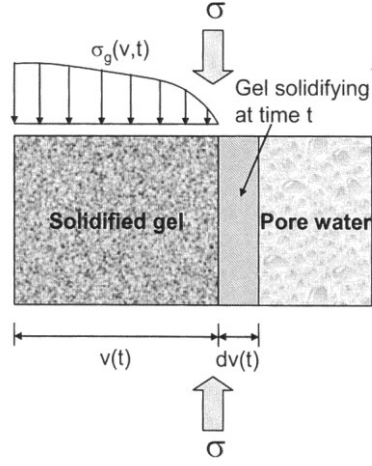 σ
σg(v,t)
Gel solidifying
at time t
Solidified gel
Pore water
v(t)
dv(t)
σ